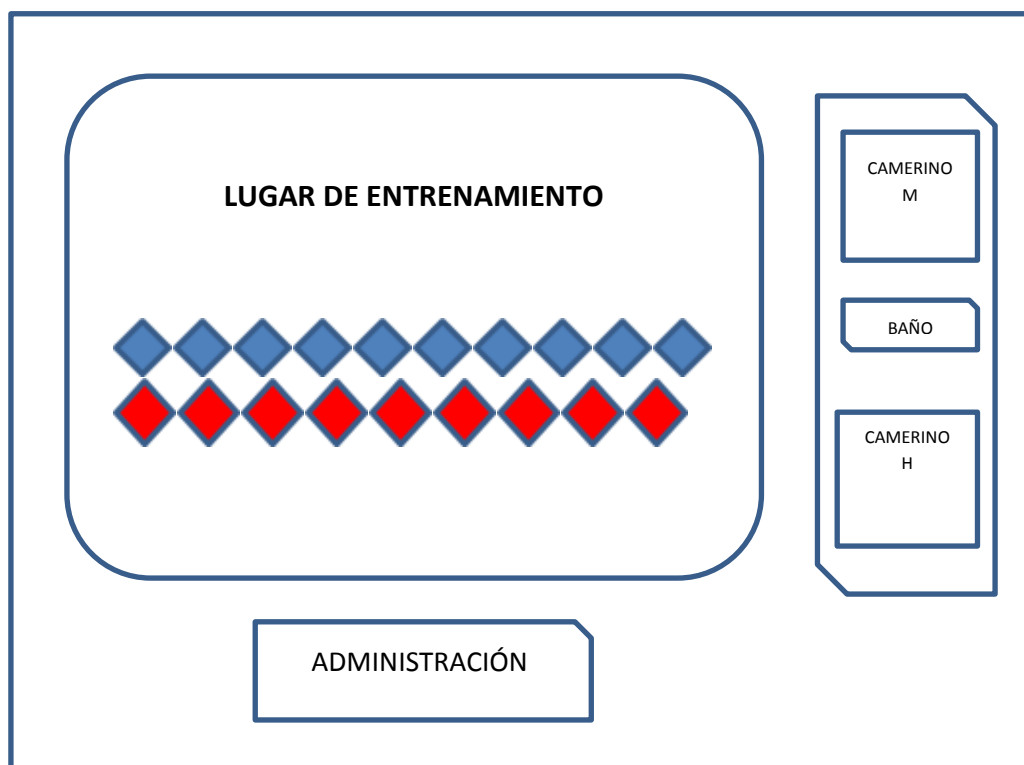 LUGAR DE ENTRENAMIENTO
CAMERINO
M
BAÑO
CAMERINO
H
ADMINISTRACIÓN